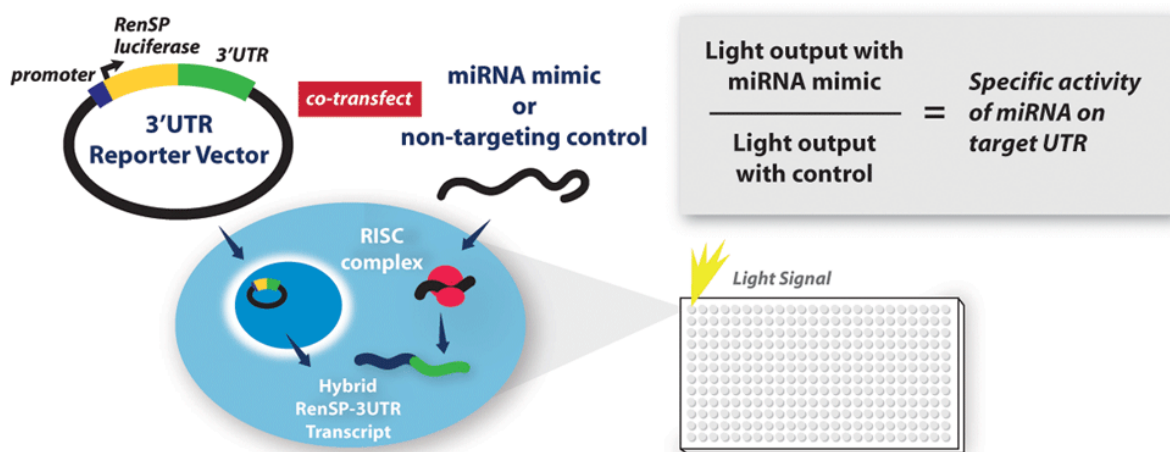 RenSP
luciferase
3'UTR
promoter
3'UTR
Reporter Vector
co-transfect
miRNA mimic
or
non-targeting control
RISC
complex
Hybrid
RenSP-3UTR
Transcript
Light output with
miRNA mimic
Light output
with control
=
Specific activity
of miRNA on
target UTR
Light Signal